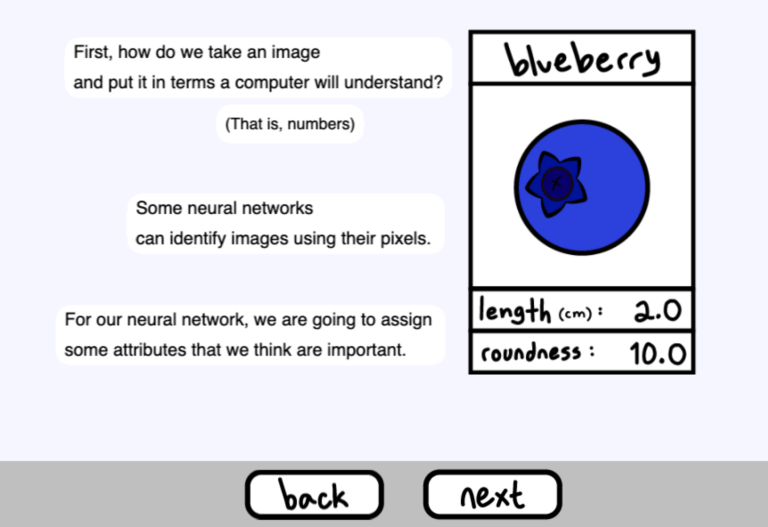 First, how do we take an image
and put it in terms a computer will understand?
(That is, numbers)
Some neural networks
can identify images using their pixels.
For our neural network, we are going to assign
some attributes that we think are important.
blueberry
length (cm) : 2.0
roundness : 10.0
back
next